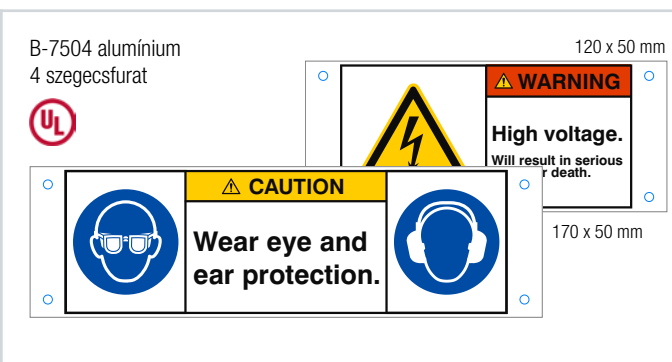 B-7504 alumínium
4 szegecsfurat
UL
120 x 50 mm
WARNING
High voltage.
Will result in serious
r death.
CAUTION
Wear eye and
ear protection.
170 x 50 mm